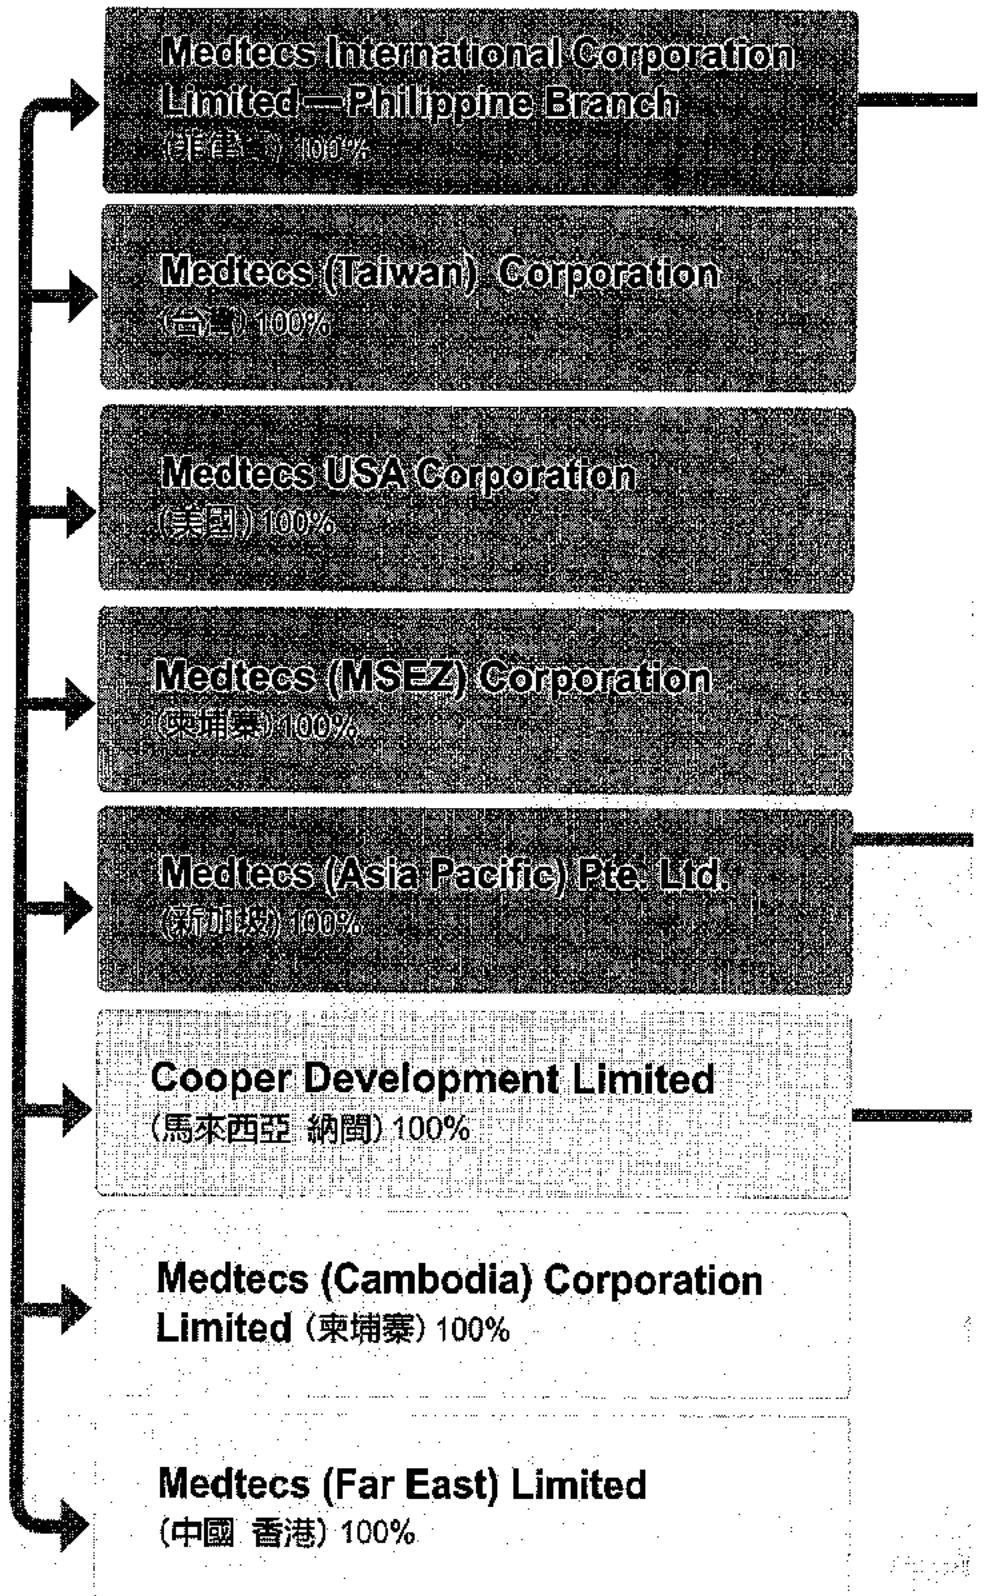 Medtecs International Corporation
Limited — Philippine Branch
(菲律賓) 100%
Medtecs (Taiwan) Corporation
(台灣) 100%
Medtecs USA Corporation
(美國) 100%
Medtecs (MSEZ) Corporation
(柬埔寨) 100%
Medtecs (Asia Pacific) Pte. Ltd.
(新加坡) 100%
Cooper Development Limited
(馬來西亞 納閩) 100%
Medtecs (Cambodia) Corporation
Limited (柬埔寨) 100%
Medtecs (Far East) Limited
(中國 香港) 100%